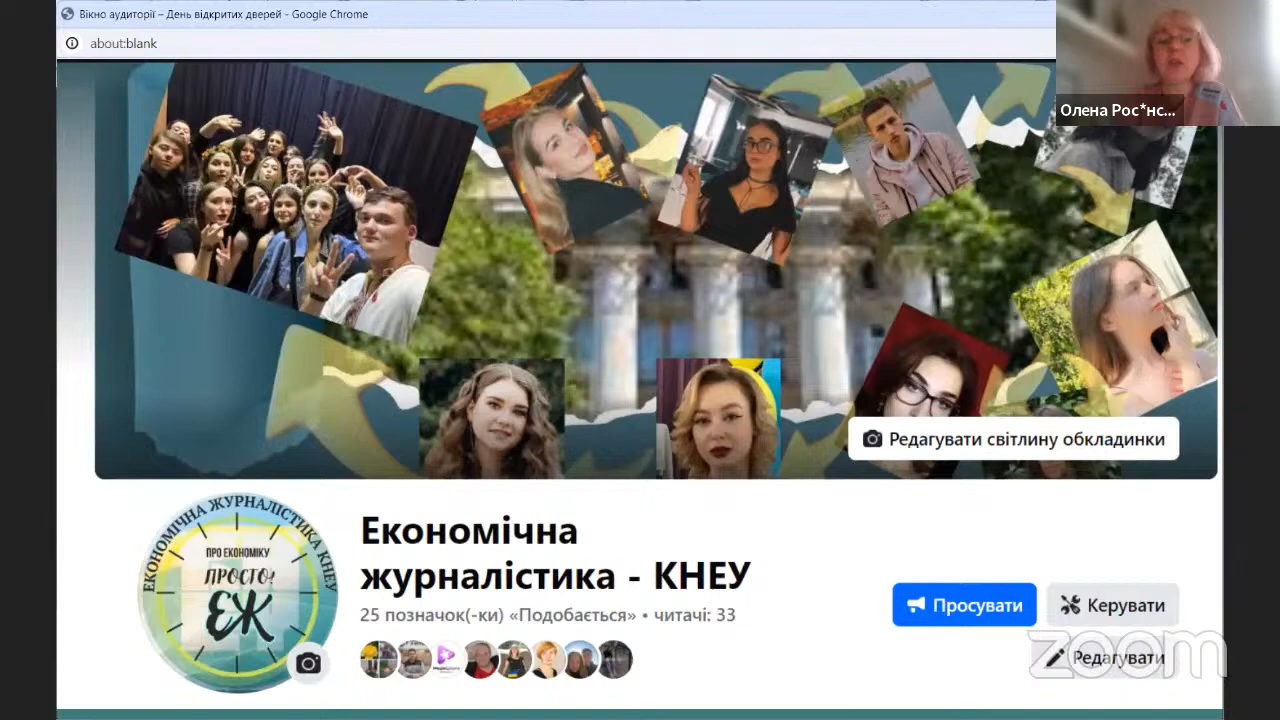 Вікно аудиторії – День відкритих дверей - Google Chrome
about:blank
Олена Рос*нс...
Редагувати світлину обкладинки
ЕКОНОМІЧНА ЖУРНАЛІСТИКА КНЕУ
ПРО ЕКОНОМІКУ
ПРОСТО!
ЕЖ
Економічна
журналістика - КНЕУ
25 позначок(-ки) «Подобається» • читачі: 33
Просувати
Керувати
Редагувати
zoom